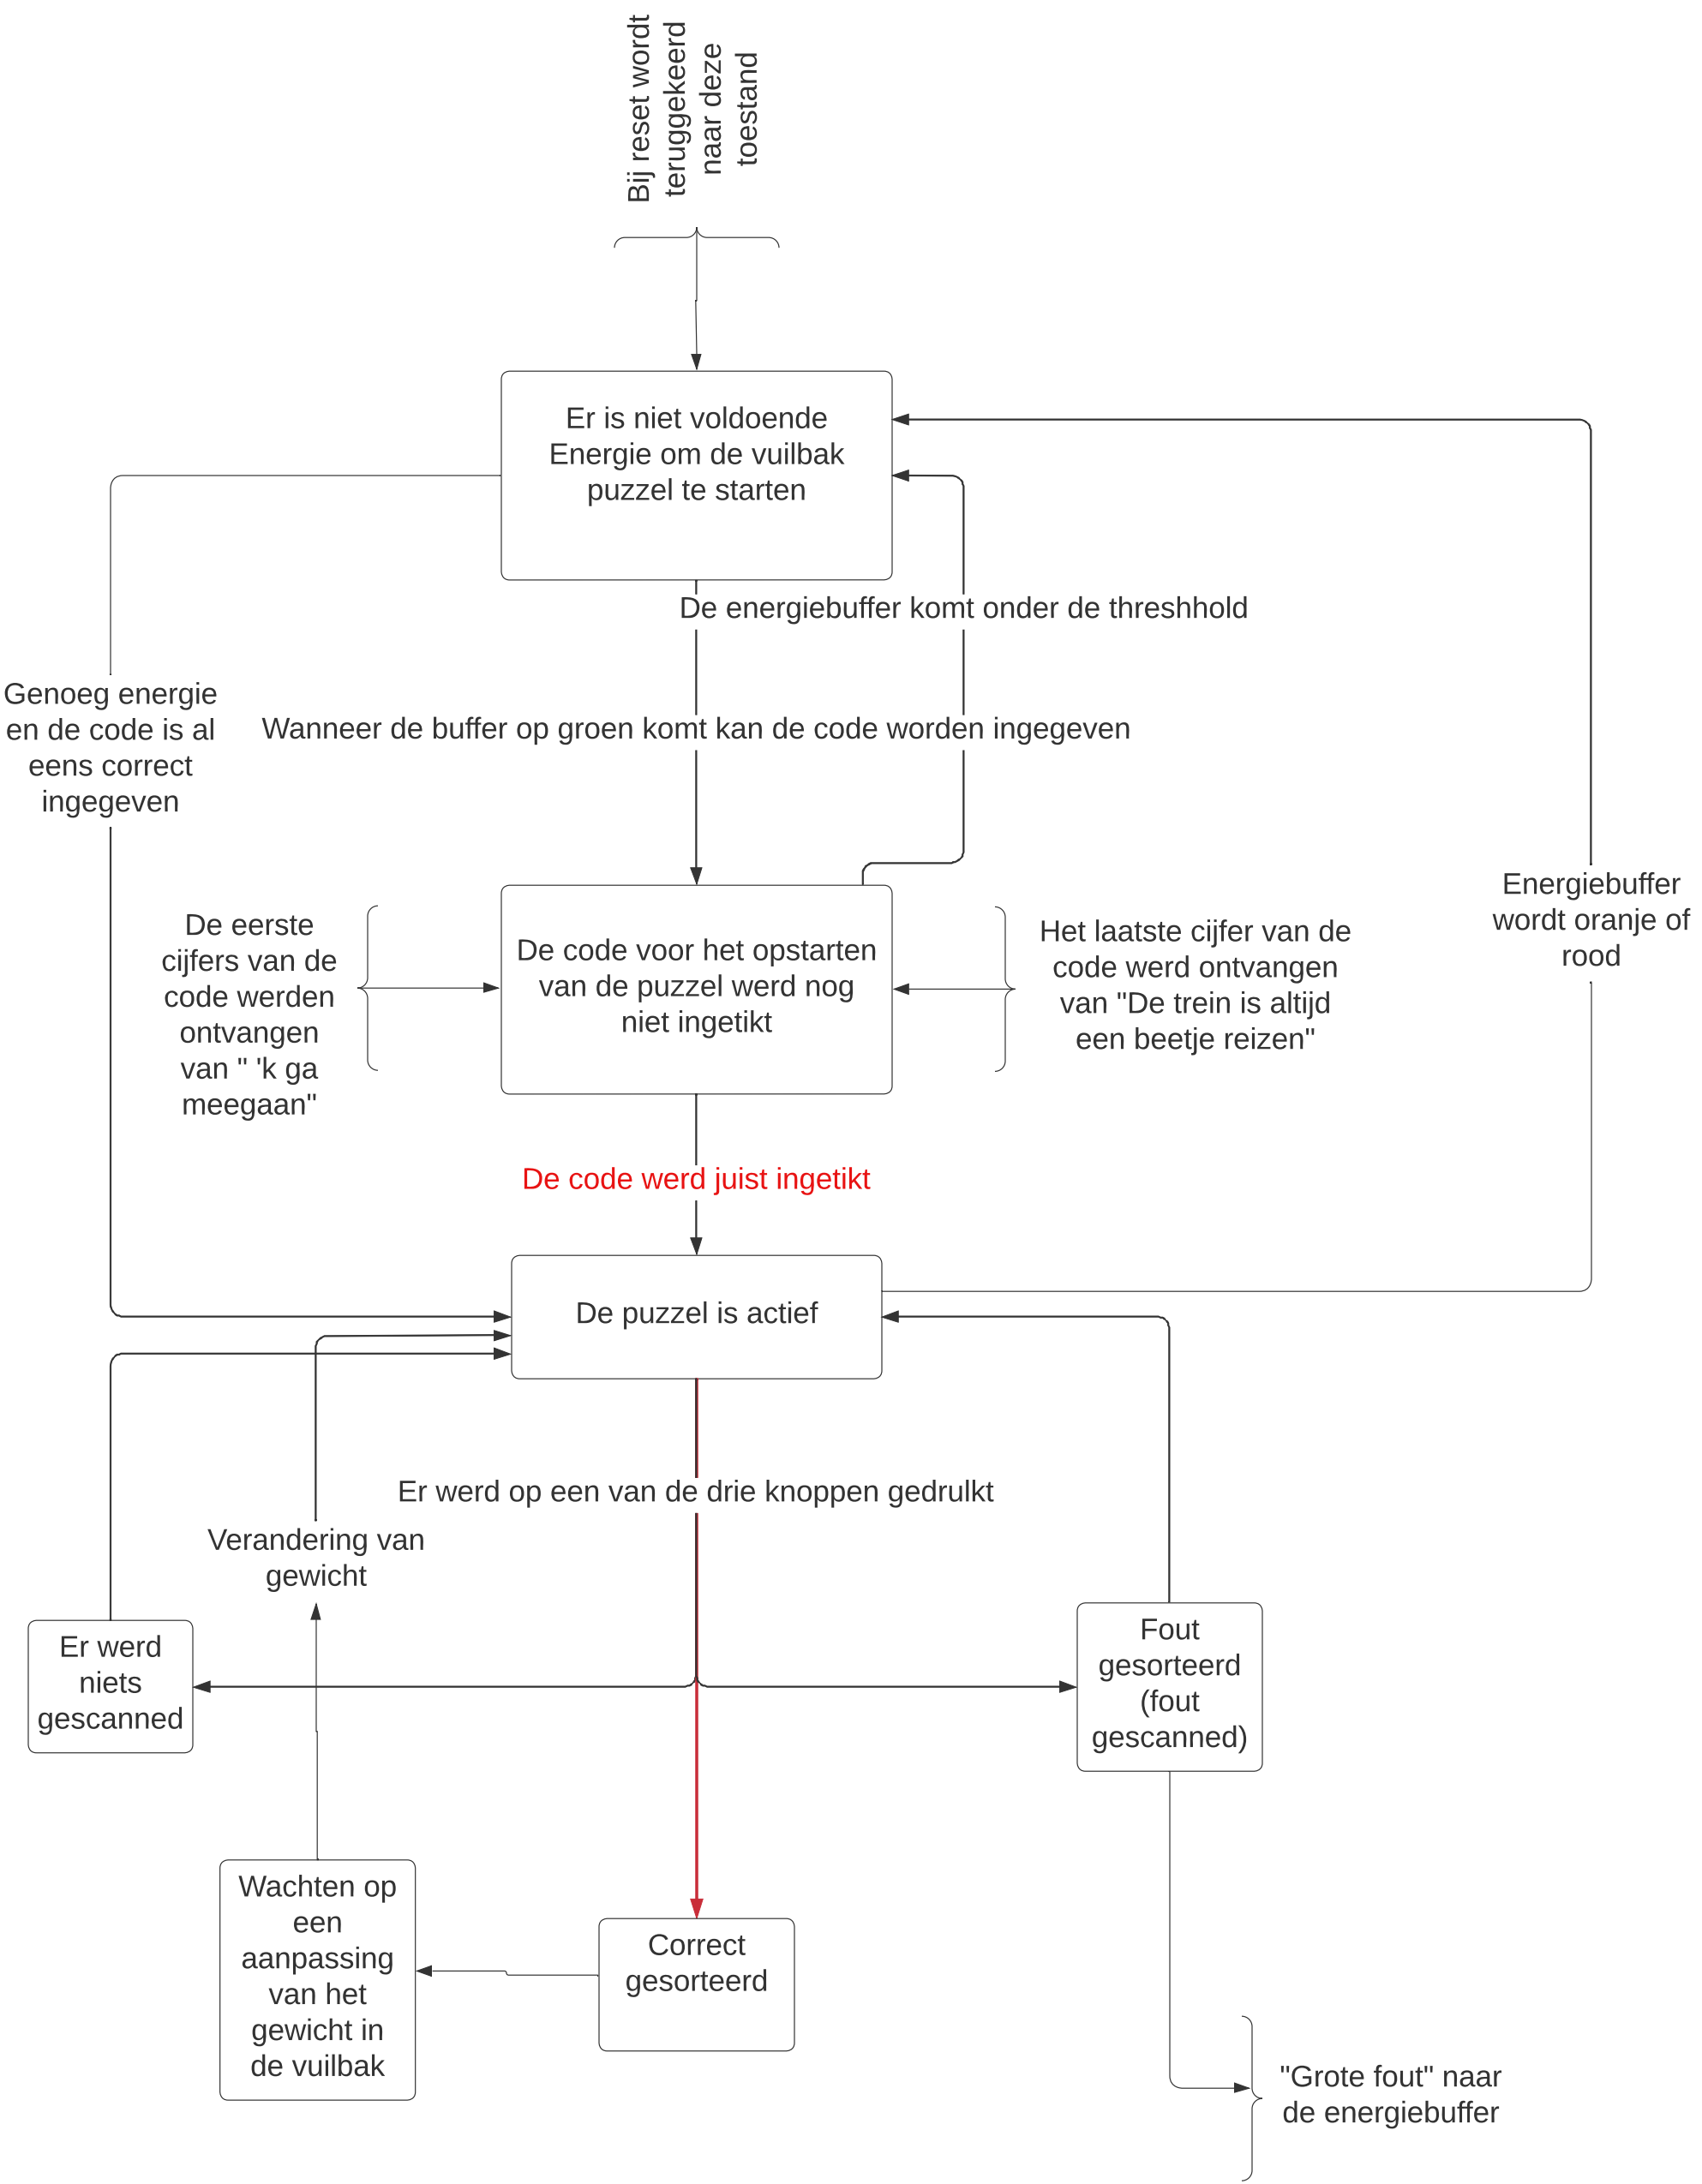 Bij reset wordt
teruggekeerd
naar deze
toestand
Er is niet voldoende
Energie om de vuilbak
puzzel te starten
De energiebuffer komt onder de threshhold
Genoeg energie
en de code is al
eens correct
ingegeven
Wanneer de buffer op groen komt kan de code worden ingegeven
Energiebuffer
wordt oranje of
rood
De eerste
cijfers van de
code werden
ontvangen
van " 'k ga
meegaan"
De code voor het opstarten
van de puzzel werd nog
niet ingetikt
Het laatste cijfer van de
code werd ontvangen
van "De trein is altijd
een beetje reizen"
De code werd juist ingetikt
De puzzel is actief
Er werd op een van de drie knoppen gedrulkt
Verandering van
gewicht
Er werd
niets
gescanned
Fout
gesorteerd
(fout
gescanned)
Wachten op
een
aanpassing
van het
gewicht in
de vuilbak
Correct
gesorteerd
"Grote fout" naar
de energiebuffer